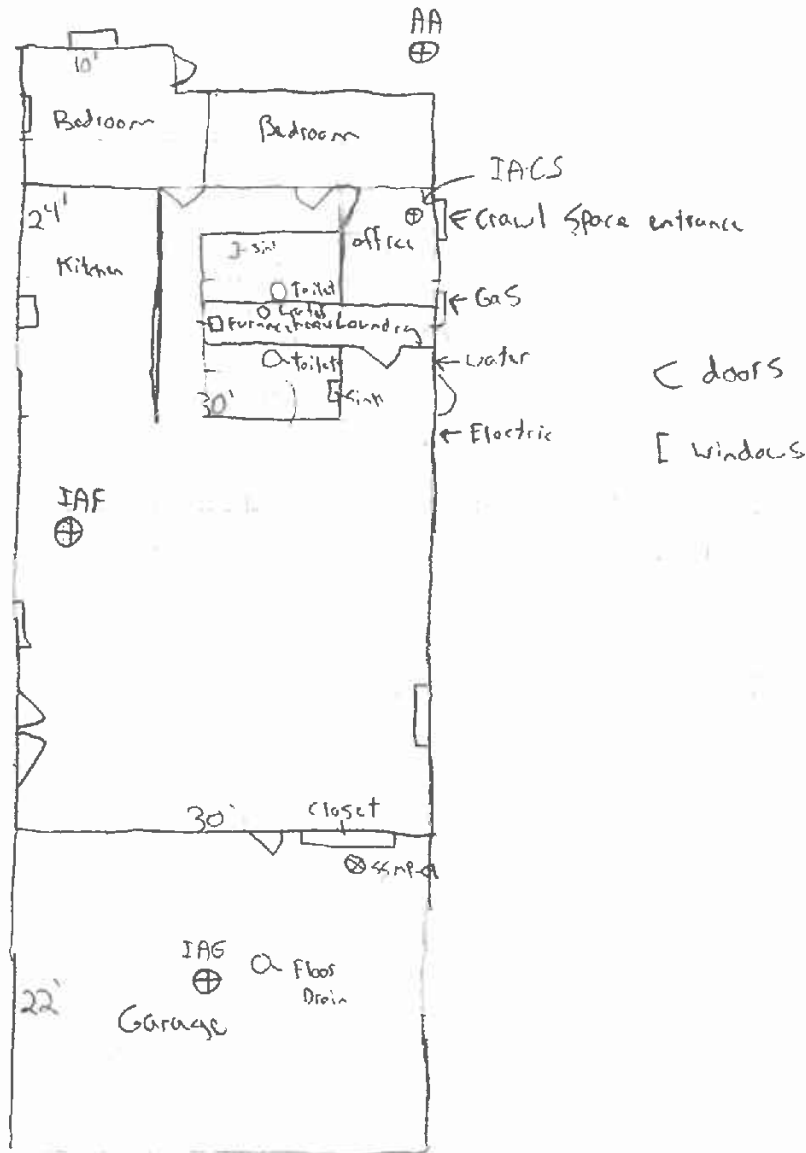 AA
10'
Bedroom
Bedroom
IACS
24'
Crawl Space entrance
office
Kitchen
Sink
Toilet
Gas
Furnace
Laundry
Toilet
water
doors
Sink
30'
Electric
windows
IAF
30'
closet
IAG
Floor
Drain
22'
Garage